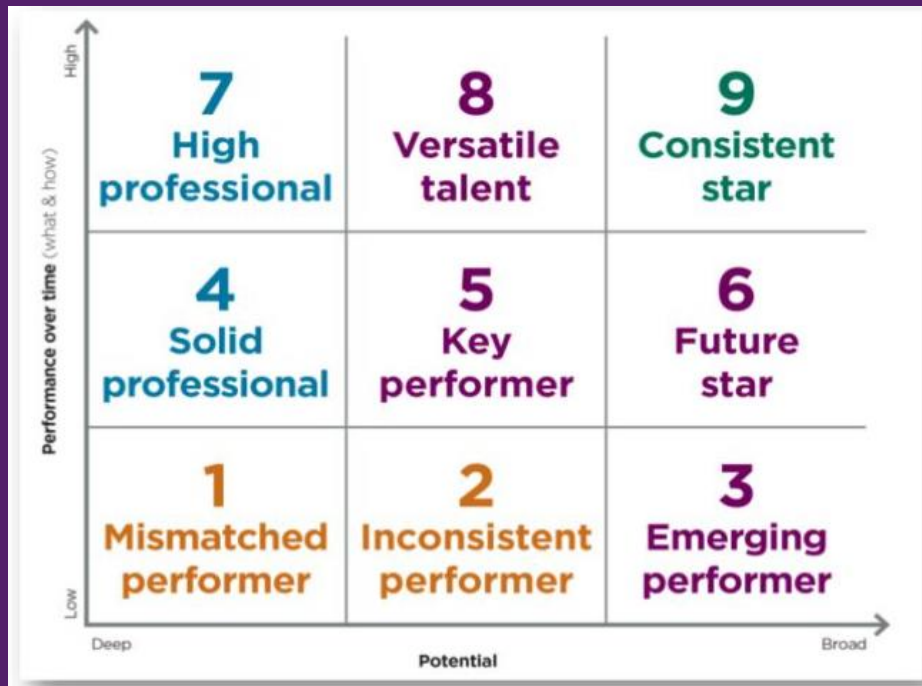 High
7
High
professional
8
Versatile
talent
9
Consistent
star
Performance over time (what & how)
4
Solid
professional
5
Key
performer
6
Future
star
1
Mismatched
performer
2
Inconsistent
performer
3
Emerging
performer
Low
Deep
Broad
Potential